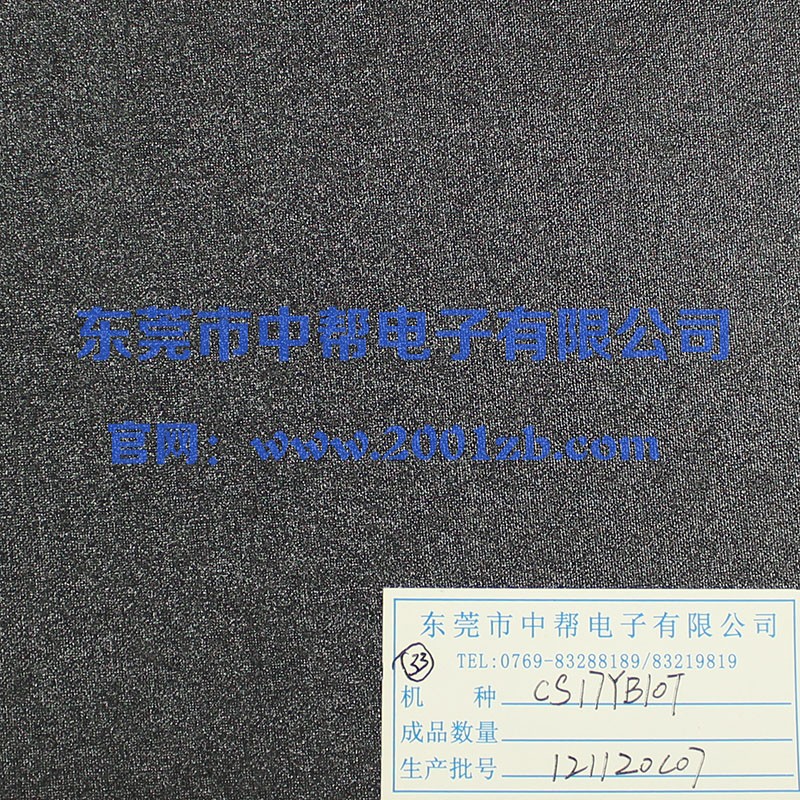 东莞市中帮电子有限公司
官网：www.2001zb.com
东莞市中帮电子有限公司
TEL:0769-83288189/83219819
33
机 种 CS17YB10T
成品数量
生产批号 121120C07